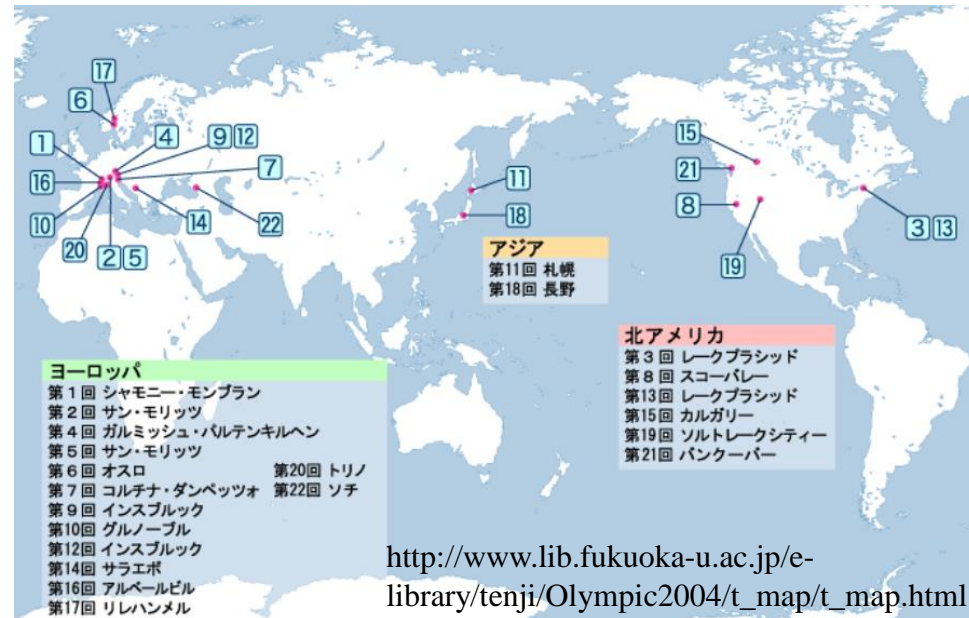 17
6
1
4
9 12
7
16
10
20
2 5
14
22
11
18
15
21
8
19
3 13
アジア
第11回 札幌
第18回 長野
北アメリカ
第3回 レークプラシッド
第8回 スコーバレー
第13回 レークプラシッド
第15回 カルガリー
第19回 ソルトレークシティー
第21回 バンクーバー
ヨーロッパ
第1回 シャモニー・モンブラン
第2回 サン・モリッツ
第4回 ガルミッシュ・パルテンキルヘン
第5回 サン・モリッツ
第6回 オスロ 第20回 トリノ
第7回 コルチナ・ダンペッツォ 第22回 ソチ
第9回 インスブルック
第10回 グルノーブル
第12回 インスブルック
第14回 サラエボ
第16回 アルベールビル
第17回 リレハンメル
http://www.lib.fukuoka-u.ac.jp/e-
library/tenji/Olympic2004/t_map/t_map.html